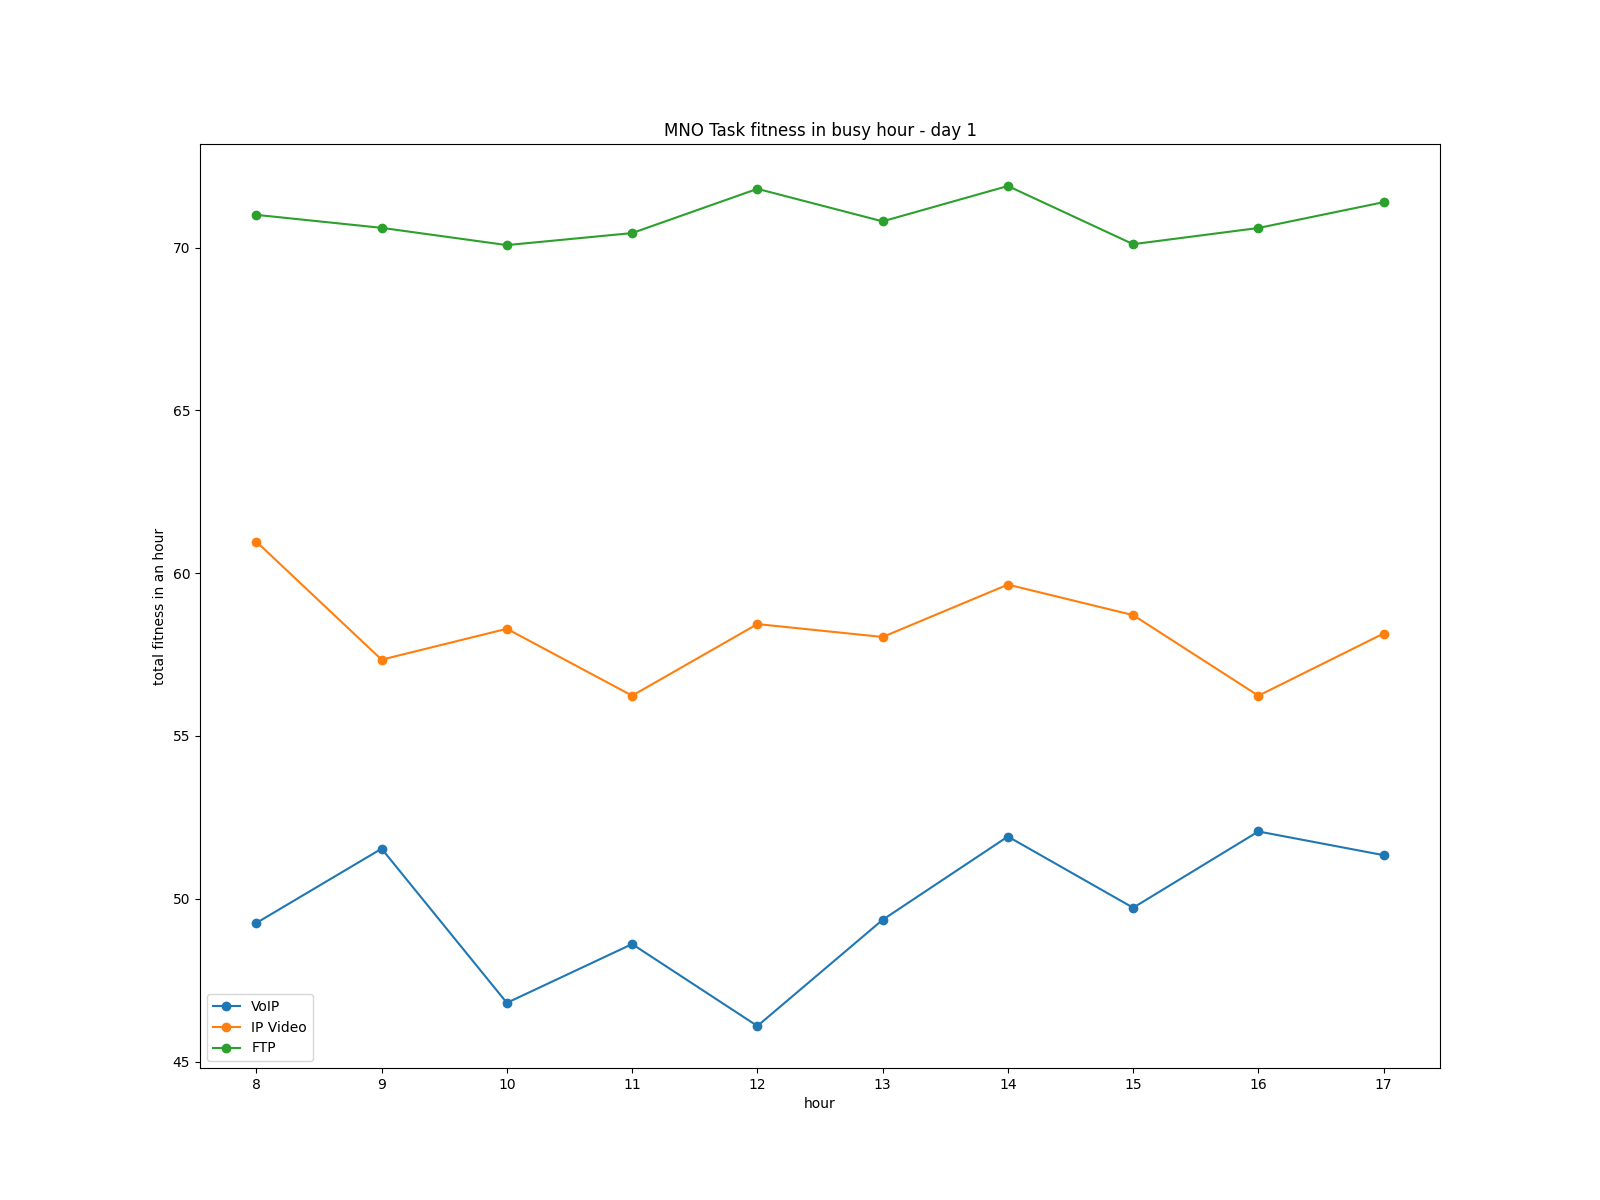 MNO Task fitness in busy hour - day 1
total fitness in an hour
70
65
60
55
50
45
VoIP
IP Video
FTP
8 9 10 11 12 13 14 15 16 17
hour